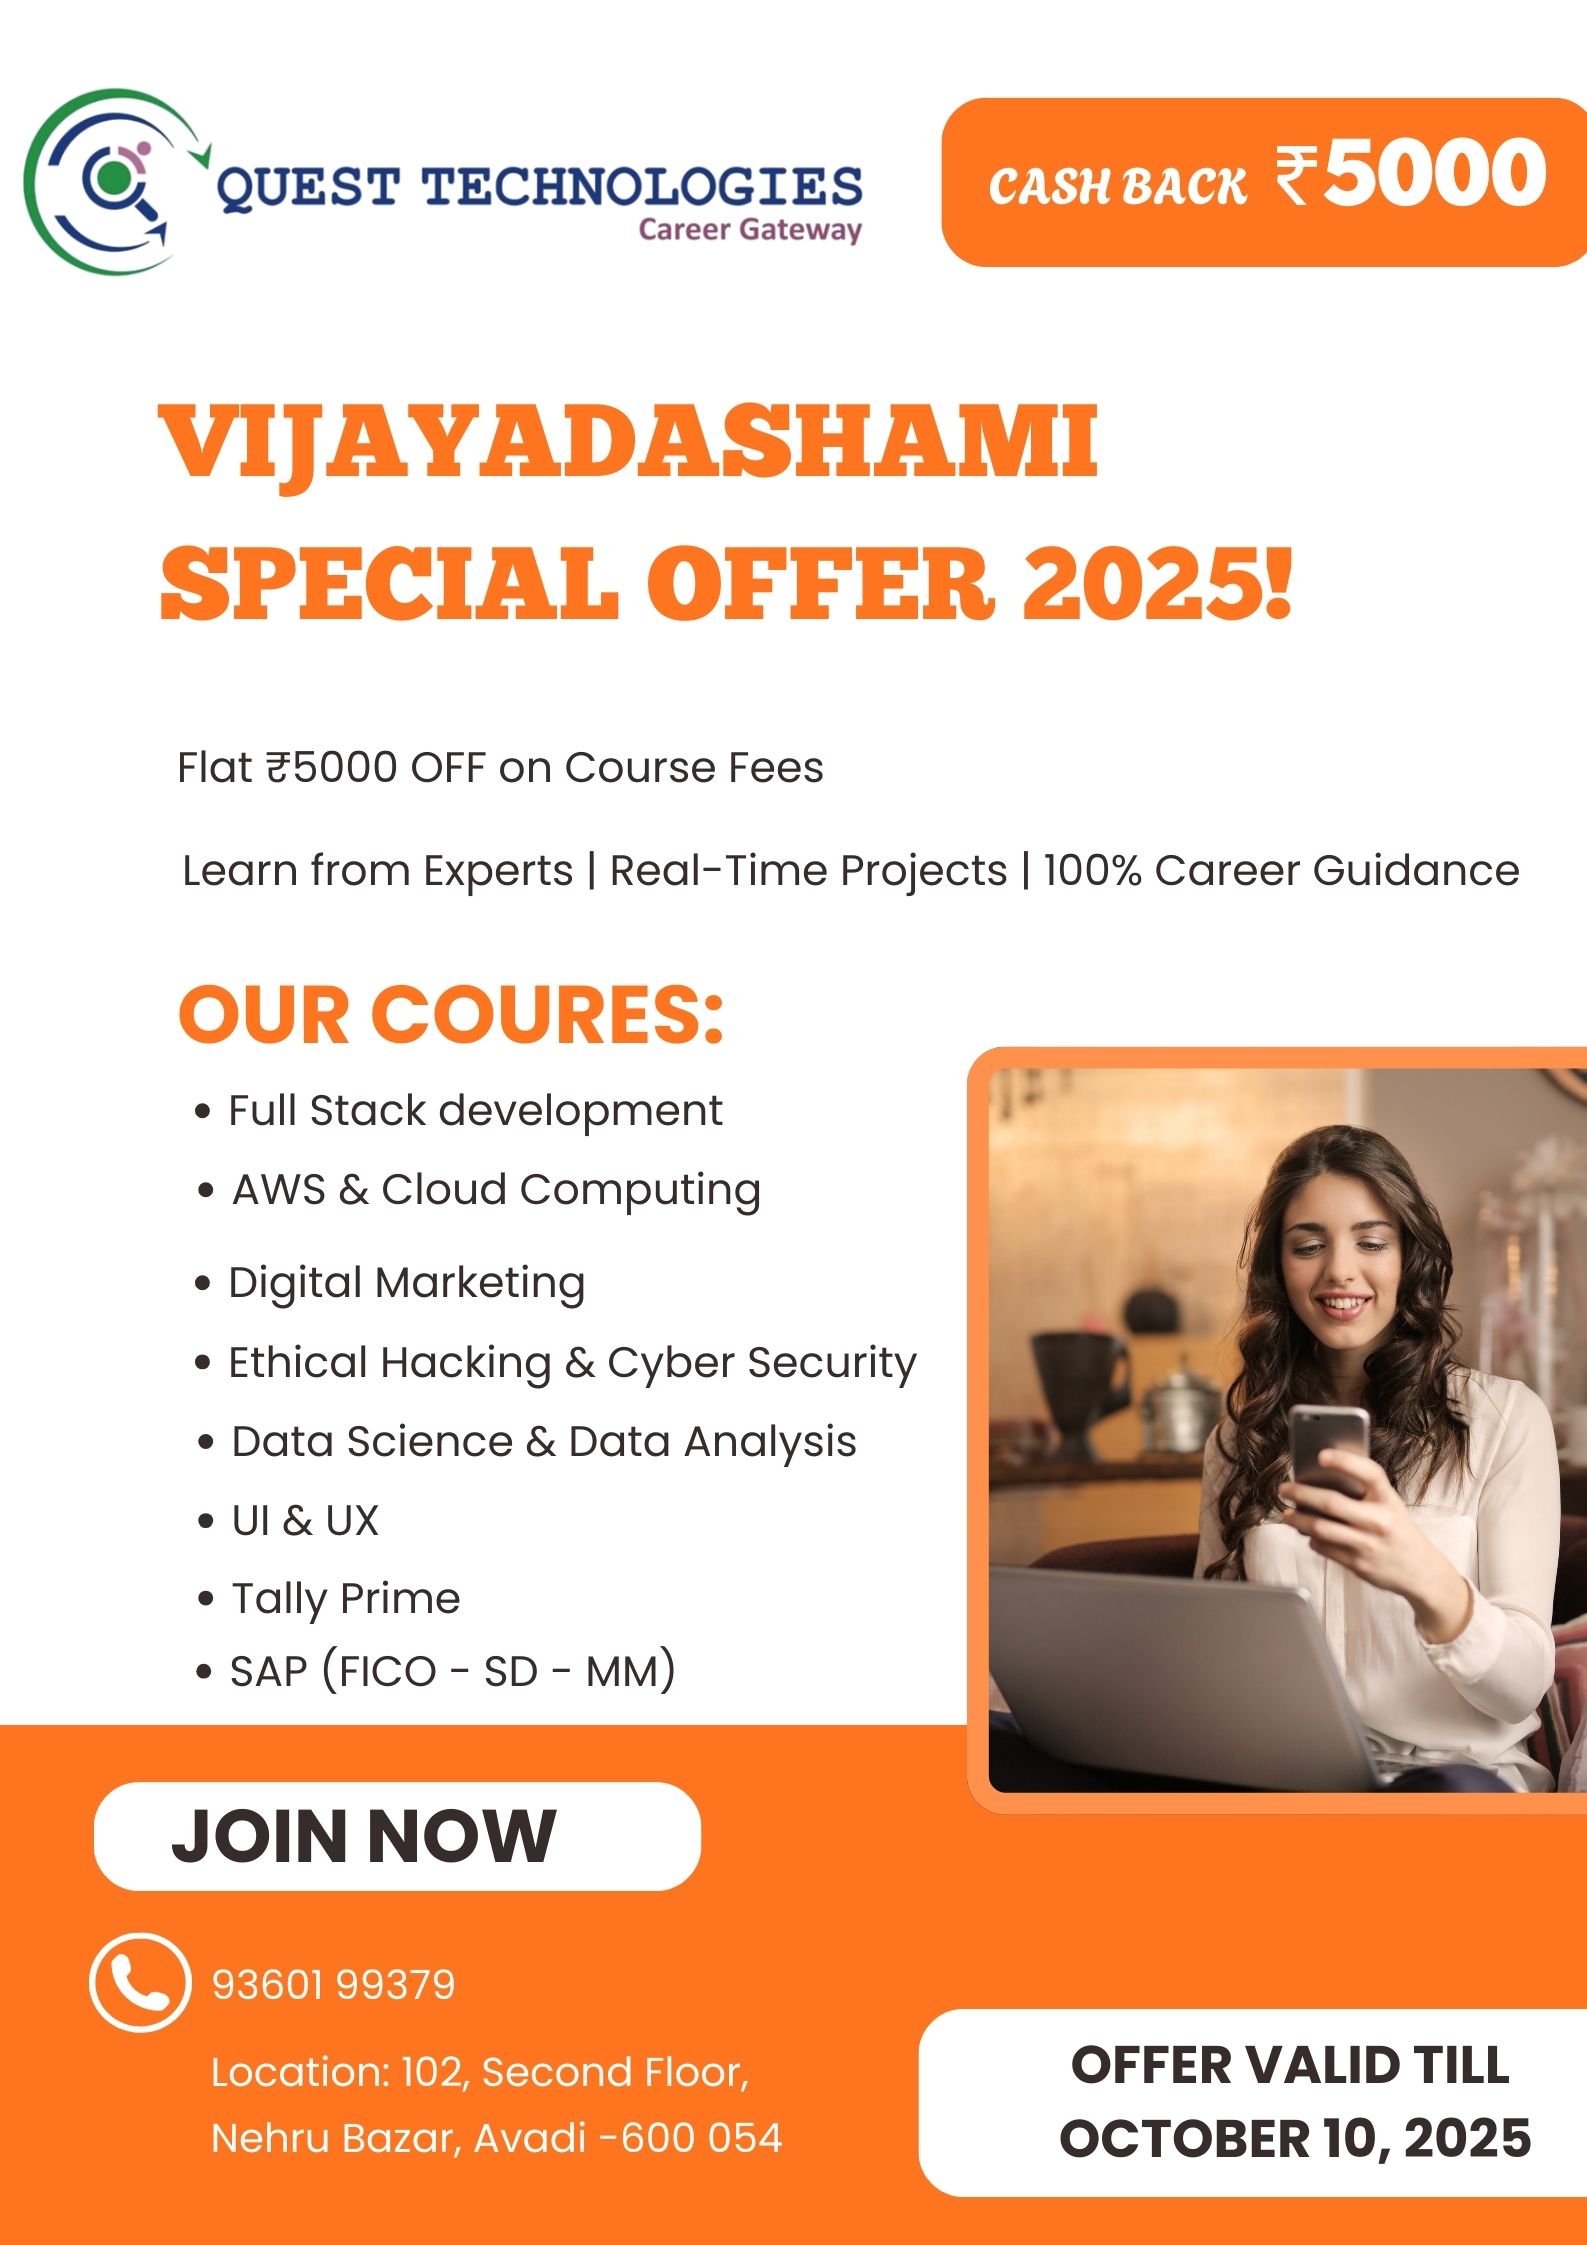 QUEST TECHNOLOGIES
Career Gateway
CASH BACK ₹5000
VIJAYADASHAMI
SPECIAL OFFER 2025!
Flat ₹5000 OFF on Course Fees
Learn from Experts | Real-Time Projects | 100% Career Guidance
OUR COURES:
• Full Stack development
• AWS & Cloud Computing
• Digital Marketing
• Ethical Hacking & Cyber Security
• Data Science & Data Analysis
• UI & UX
• Tally Prime
• SAP (FICO - SD - MM)
JOIN NOW
93601 99379
Location: 102, Second Floor,
Nehru Bazar, Avadi -600 054
OFFER VALID TILL
OCTOBER 10, 2025